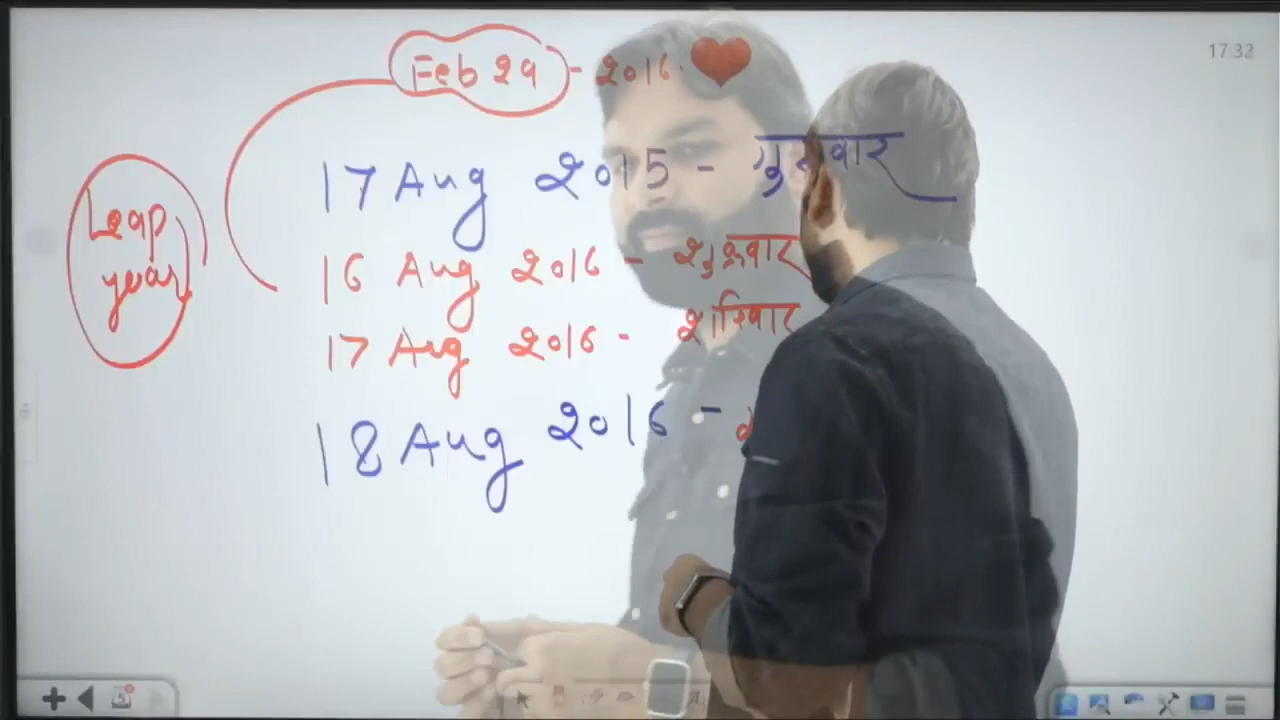 Feb 29 - 2016 ♥
17:32
17 Aug 2015 - गुरुवार
Leap
year
16 Aug 2016 - शुक्रवार
17 Aug 2016 - शनिवार
18 Aug 2016 -